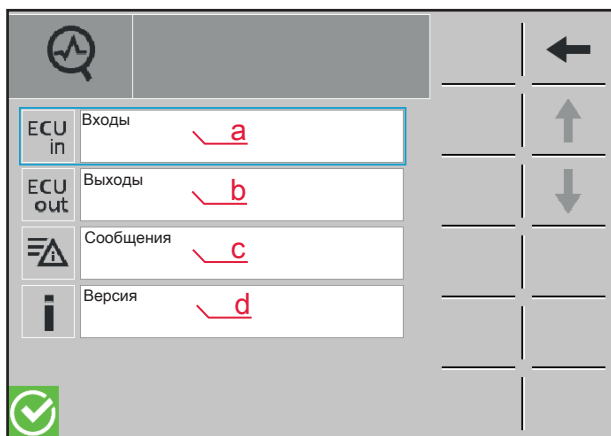 ECU
in
Входы
a
ECU
out
Выходы
b
Сообщения
c
i
Версия
d